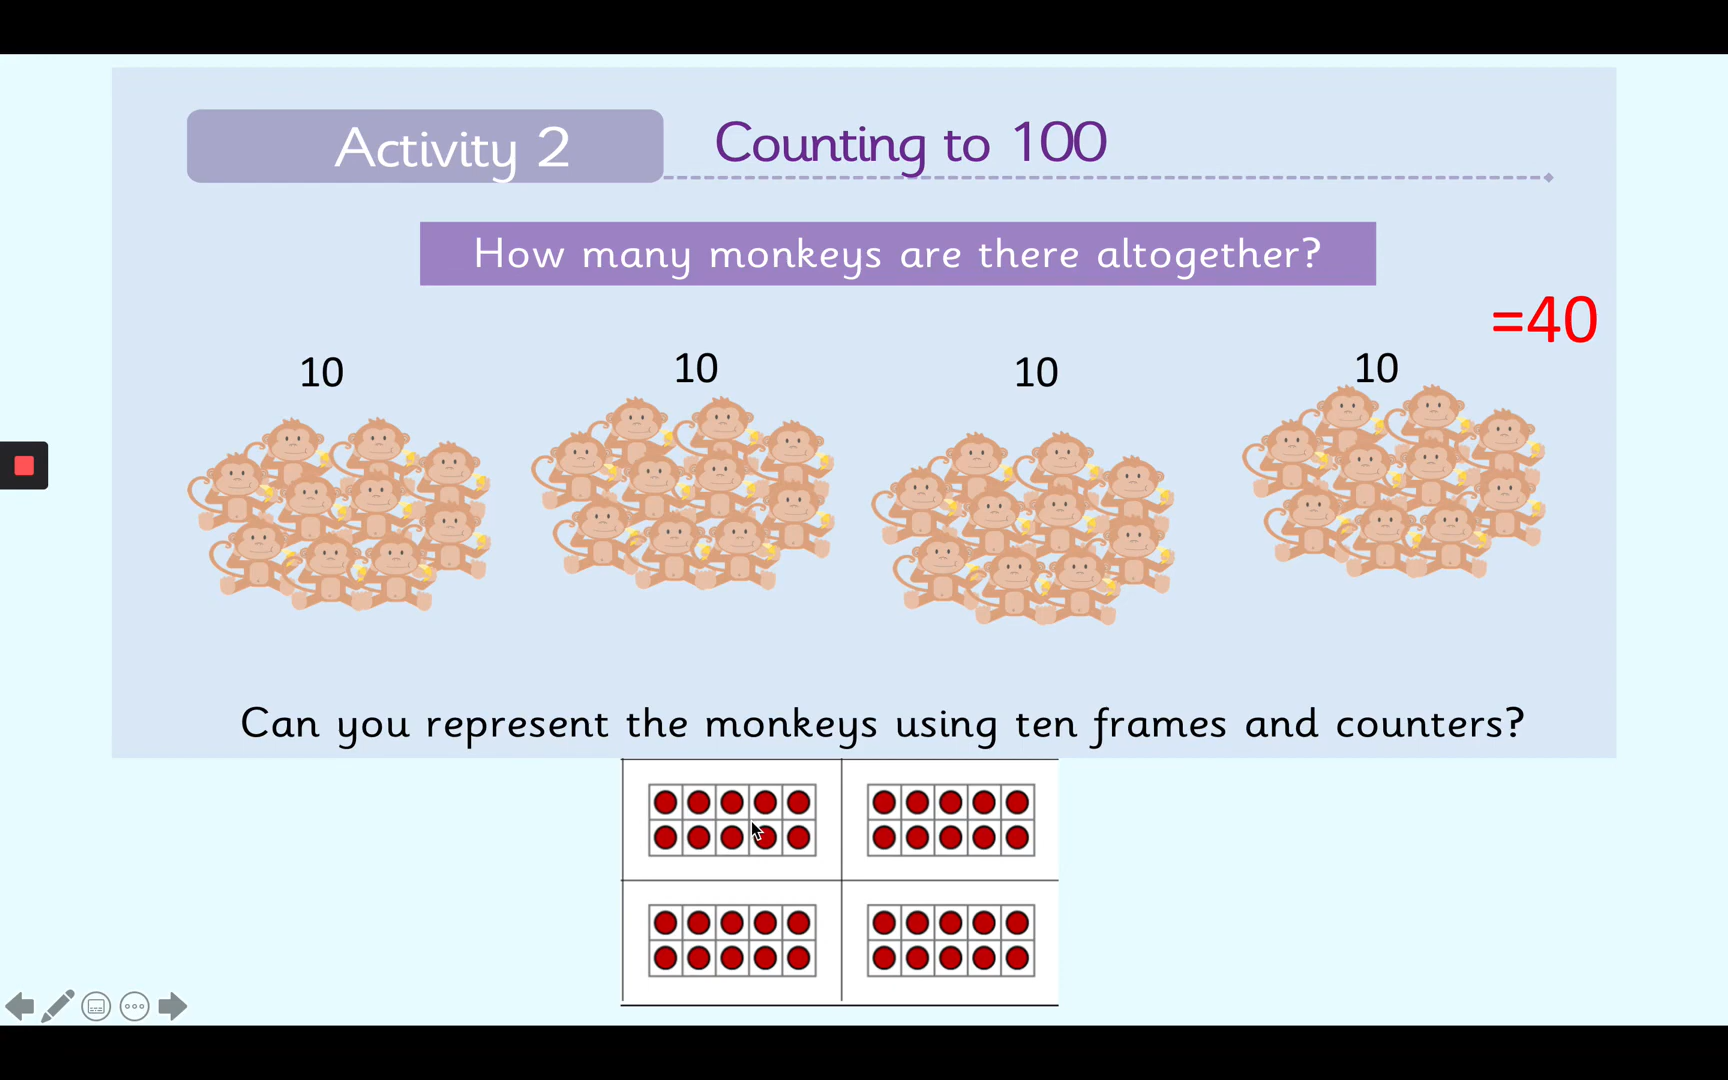 Activity 2
Counting to 100
How many monkeys are there altogether?
=40
10
10
10
10
Can you represent the monkeys using ten frames and counters?